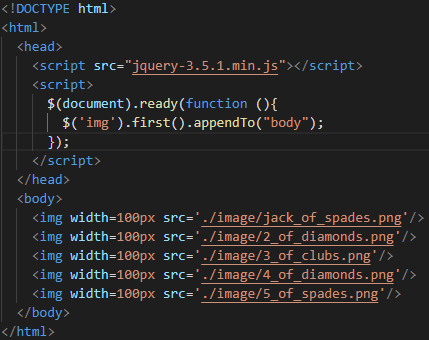 <!DOCTYPE html>
<html>
  <head>
    <script src="jquery-3.5.1.min.js"></script>
    <script>
      $(document).ready(function (){
        $('img').first().appendTo("body");
      });
    </script>
  </head>
  <body>
    <img width=100px src='./image/jack_of_spades.png'/>
    <img width=100px src='./image/2_of_diamonds.png'/>
    <img width=100px src='./image/3_of_clubs.png'/>
    <img width=100px src='./image/4_of_diamonds.png'/>
    <img width=100px src='./image/5_of_spades.png'/>
  </body>
</html>